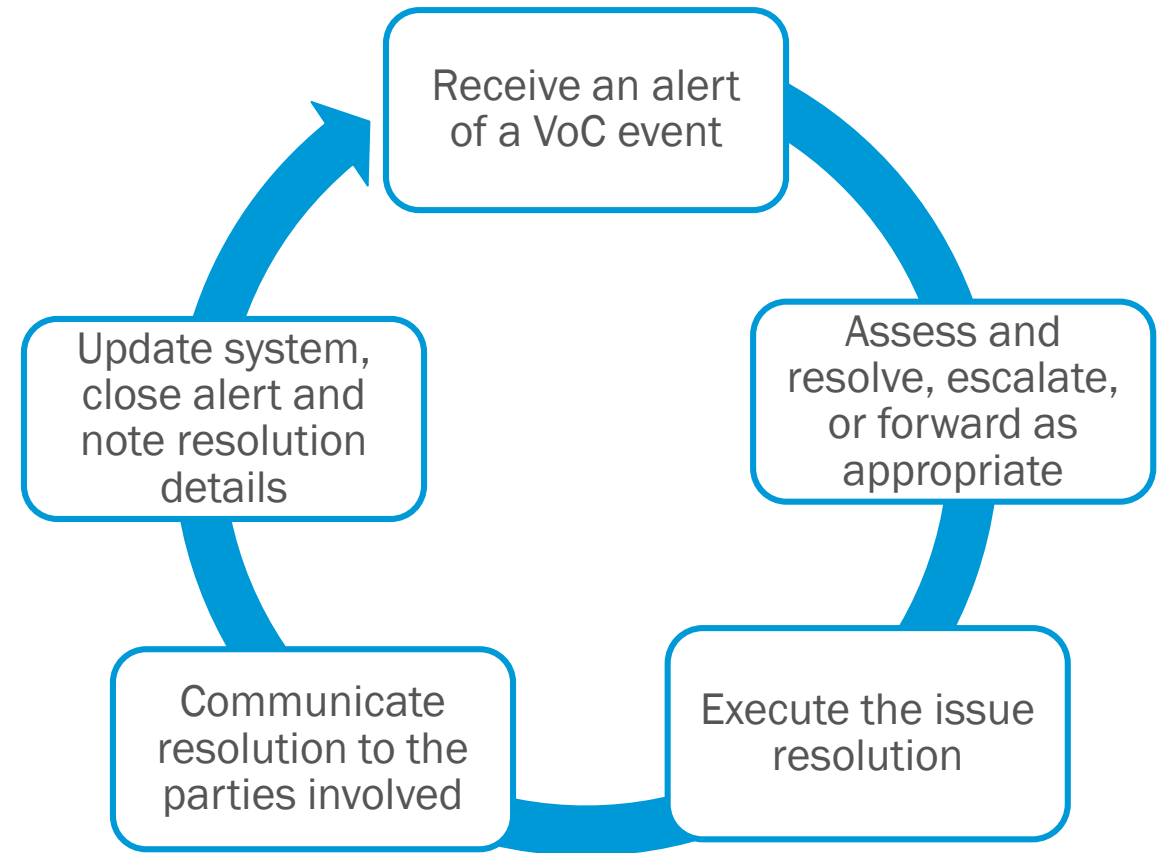 Receive an alert
of a VoC event
Assess and
resolve, escalate,
or forward as
appropriate
Execute the issue
resolution
Communicate
resolution to the
parties involved
Update system,
close alert and
note resolution
details